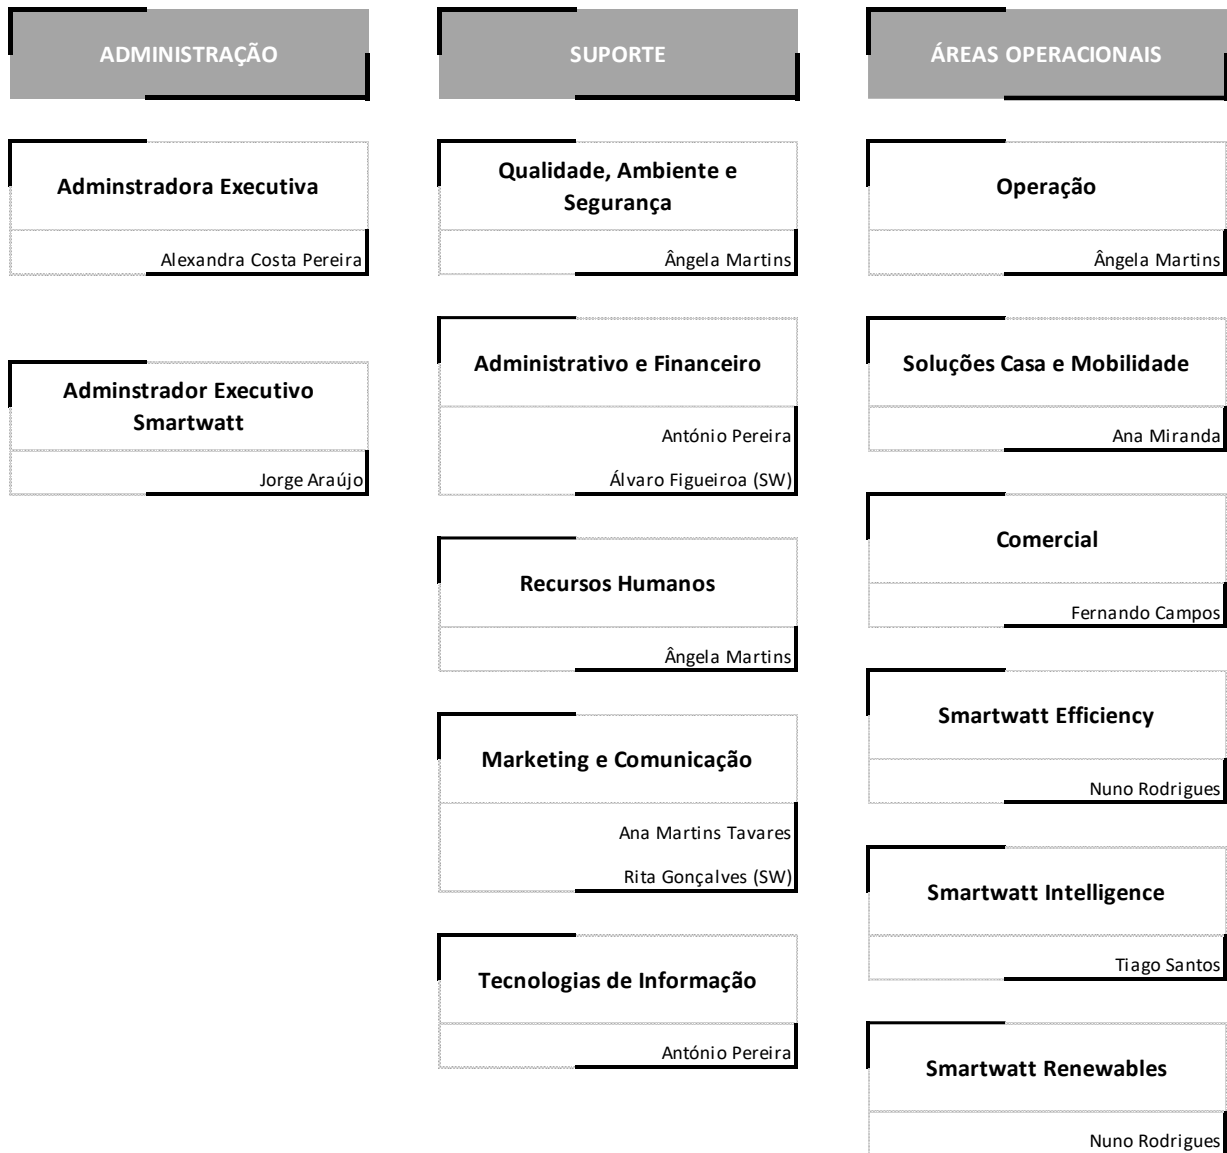 ADMINISTRAÇÃO
Adminstradora Executiva
Alexandra Costa Pereira
Adminstrador Executivo
Smartwatt
Jorge Araújo
SUPORTE
Qualidade, Ambiente e
Segurança
Ângela Martins
Administrativo e Financeiro
António Pereira
Álvaro Figueiroa (SW)
Recursos Humanos
Ângela Martins
Marketing e Comunicação
Ana Martins Tavares
Rita Gonçalves (SW)
Tecnologias de Informação
António Pereira
ÁREAS OPERACIONAIS
Operação
Ângela Martins
Soluções Casa e Mobilidade
Ana Miranda
Comercial
Fernando Campos
Smartwatt Efficiency
Nuno Rodrigues
Smartwatt Intelligence
Tiago Santos
Smartwatt Renewables
Nuno Rodrigues